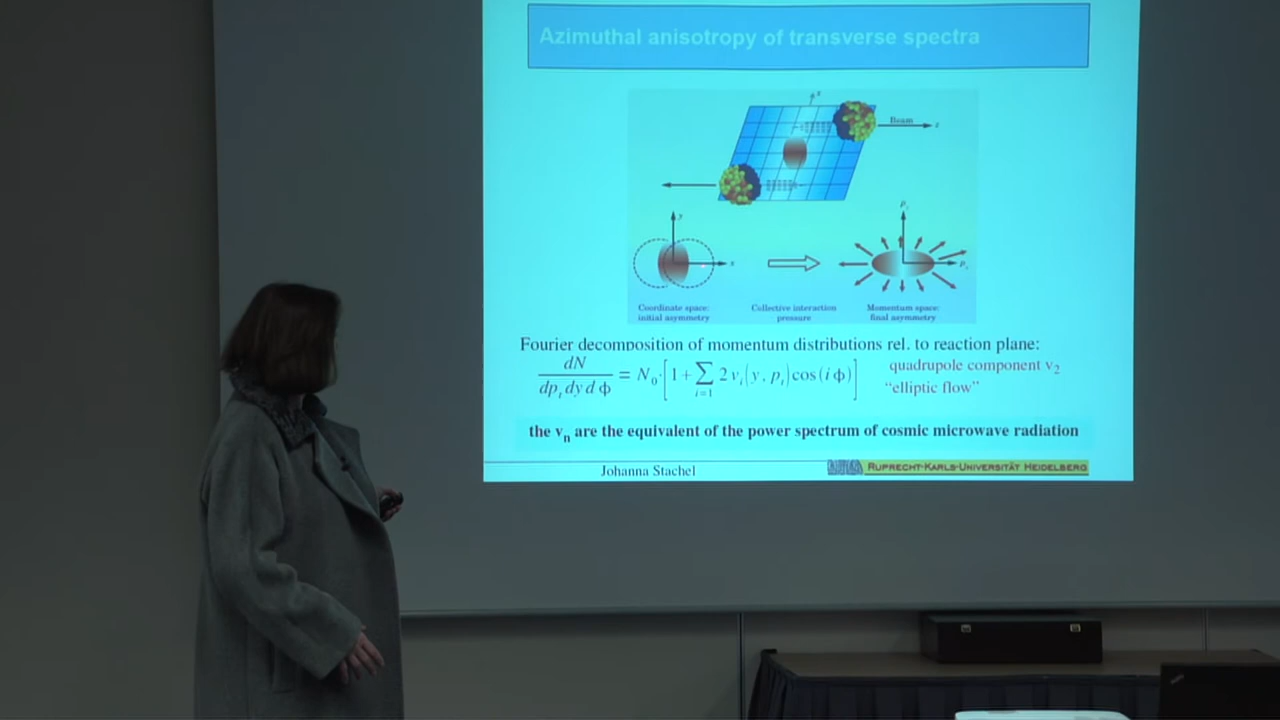 Azimuthal anisotropy of transverse spectra
x
Beam
z
y
x
p
p
Coordinate space: Collective interaction Momentum space:
initial asymmetry pressure final asymmetry
Fourier decomposition of momentum distributions rel. to reaction plane:
dN / dp_t dy dϕ = N_0·[1+∑_{i=1} 2v_i(y,p_t)cos(iϕ)] quadrupole component v_2
“elliptic flow”
the v_n are the equivalent of the power spectrum of cosmic microwave radiation
Johanna Stachel RUPRECHT-KARLS-UNIVERSITÄT HEIDELBERG